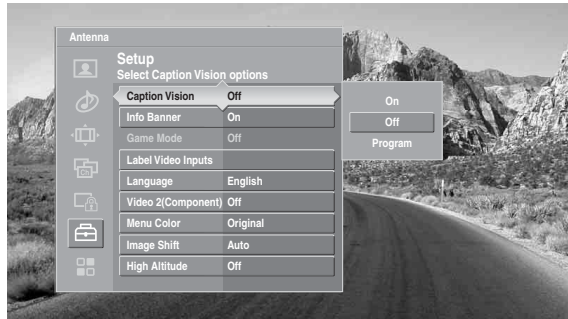 Antenna
Setup
Select Caption Vision options
Caption Vision Off
Info Banner On
Game Mode Off
Label Video Inputs
Language English
Video 2(Component) Off
Menu Color Original
Image Shift Auto
High Altitude Off
On
Off
Program
Ch